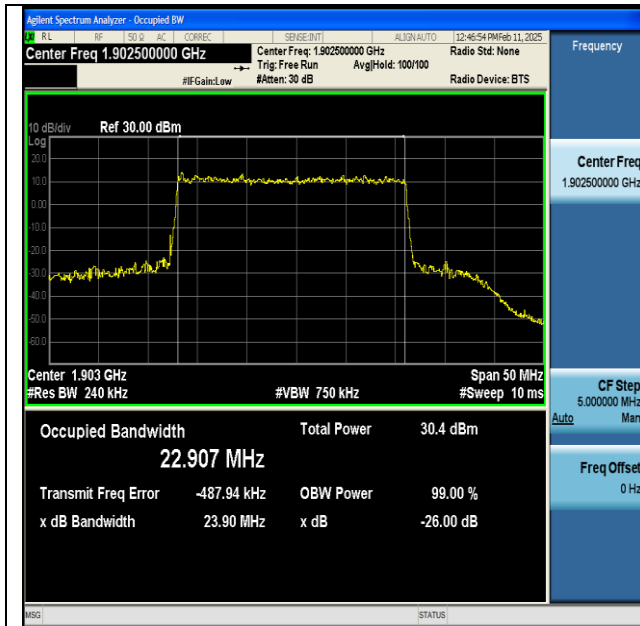 Agilent Spectrum Analyzer - Occupied BW
RL RF 50 Ω AC CORREC SENSE:INT ALIGN AUTO 12:46:54 PM Feb 11, 2025
Center Freq 1.902500000 GHz Center Freq: 1.902500000 GHz Radio Std: None
Trig: Free Run Avg|Hold: 100/100
#IFGain:Low #Atten: 30 dB Radio Device: BTS
10 dB/div Ref 30.00 dBm
Log
20.0
10.0
0.00
-10.0
-20.0
-30.0
-40.0
-50.0
-60.0
Center 1.903 GHz Span 50 MHz
#Res BW 240 kHz #VBW 750 kHz #Sweep 10 ms
Occupied Bandwidth Total Power 30.4 dBm
22.907 MHz
Transmit Freq Error -487.94 kHz OBW Power 99.00 %
x dB Bandwidth 23.90 MHz x dB -26.00 dB
MSG STATUS
Frequency
Center Freq
1.902500000 GHz
CF Step
5.000000 MHz
Auto Man
Freq Offset
0 Hz